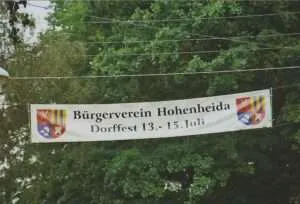 Bürgerverein Hohenheida
Dorffest 13.- 15. Juli